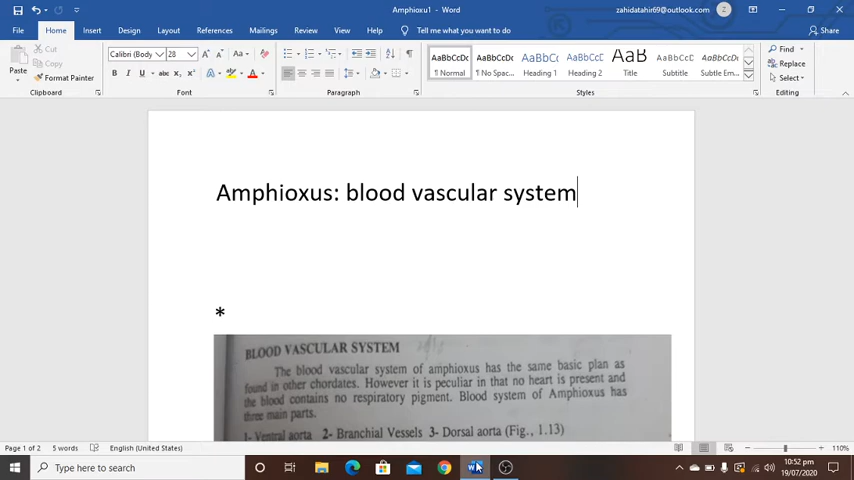 Amphioxu1 - Word
zahidatahir69@outlook.com Z
File Home Insert Design Layout References Mailings Review View Help Tell me what you want to do Share
Cut
Copy
Paste
Format Painter
Clipboard
Calibri (Body 28
Font
Paragraph
AaBbCcDc AaBbCcDc AaBbCc AaBbCcC AaB AaBbCcC AaBbCcDc
¶ Normal ¶ No Spac... Heading 1 Heading 2 Title Subtitle Subtle Em...
Styles
Find
Replace
Select
Editing
Amphioxus: blood vascular system
*
BLOOD VASCULAR SYSTEM
The blood vascular system of amphioxus has the same basic plan as
found in other chordates. However it is peculiar in that no heart is present and
the blood contains no respiratory pigment. Blood system of Amphioxus has
three main parts.
1- Ventral aorta 2- Branchial Vessels 3- Dorsal aorta (Fig., 1.13)
Page 1 of 2 5 words English (United States) 110%
Type here to search
10:52 pm
19/07/2020